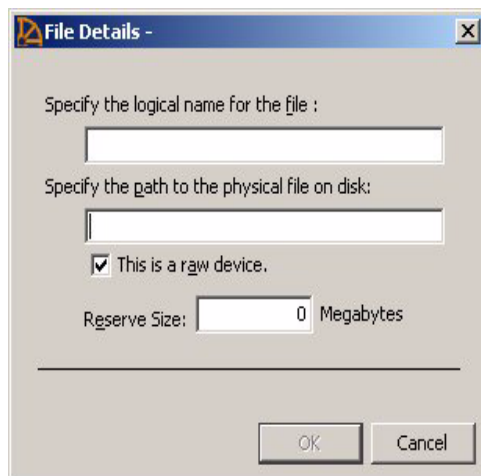 File Details -
Specify the logical name for the file :
Specify the path to the physical file on disk:
This is a raw device.
Reserve Size: 0 Megabytes
OK Cancel